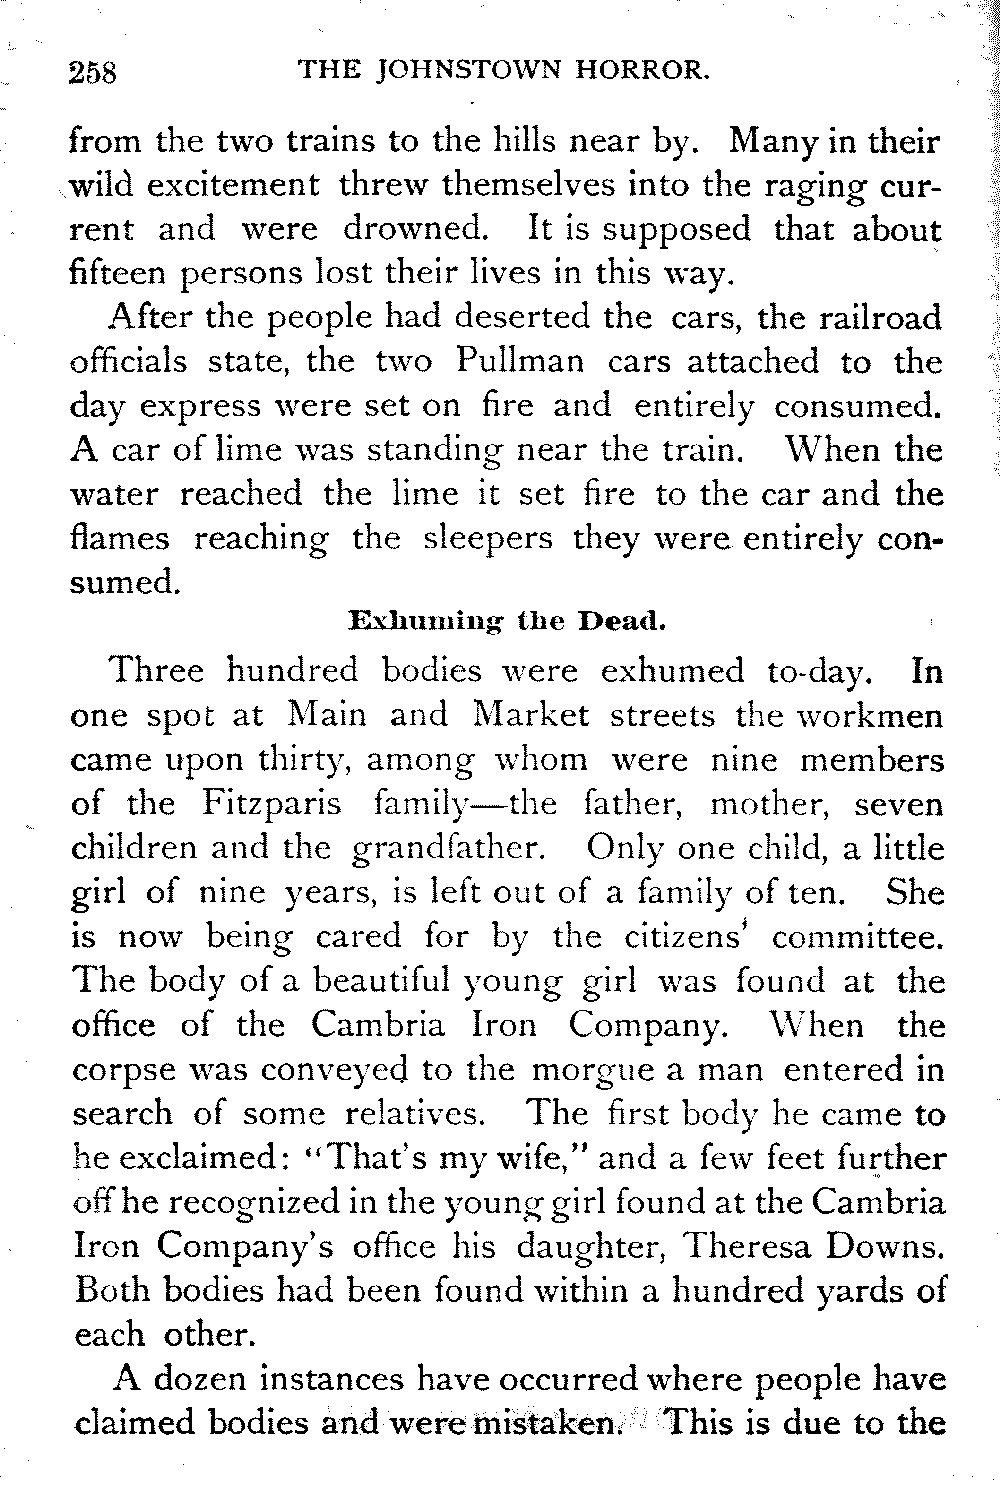 258 THE JOHNSTOWN HORROR.
from the two trains to the hills near by. Many in their
wild excitement threw themselves into the raging cur-
rent and were drowned. It is supposed that about
fifteen persons lost their lives in this way.
After the people had deserted the cars, the railroad
officials state, the two Pullman cars attached to the
day express were set on fire and entirely consumed.
A car of lime was standing near the train. When the
water reached the lime it set fire to the car and the
flames reaching the sleepers they were entirely con-
sumed.
Exhuming the Dead.
Three hundred bodies were exhumed to-day. In
one spot at Main and Market streets the workmen
came upon thirty, among whom were nine members
of the Fitzparis family—the father, mother, seven
children and the grandfather. Only one child, a little
girl of nine years, is left out of a family of ten. She
is now being cared for by the citizens' committee.
The body of a beautiful young girl was found at the
office of the Cambria Iron Company. When the
corpse was conveyed to the morgue a man entered in
search of some relatives. The first body he came to
he exclaimed: "That's my wife," and a few feet further
off he recognized in the young girl found at the Cambria
Iron Company's office his daughter, Theresa Downs.
Both bodies had been found within a hundred yards of
each other.
A dozen instances have occurred where people have
claimed bodies and were mistaken. This is due to the